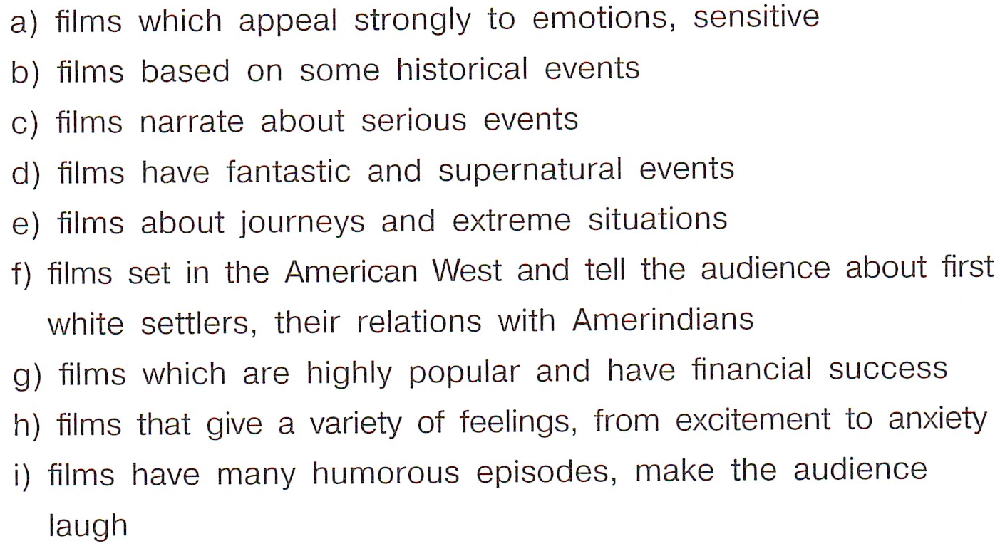 a) films which appeal strongly to emotions, sensitive
b) films based on some historical events
c) films narrate about serious events
d) films have fantastic and supernatural events
e) films about journeys and extreme situations
f) films set in the American West and tell the audience about first
white settlers, their relations with Amerindians
g) films which are highly popular and have financial success
h) films that give a variety of feelings, from excitement to anxiety
i) films have many humorous episodes, make the audience
laugh